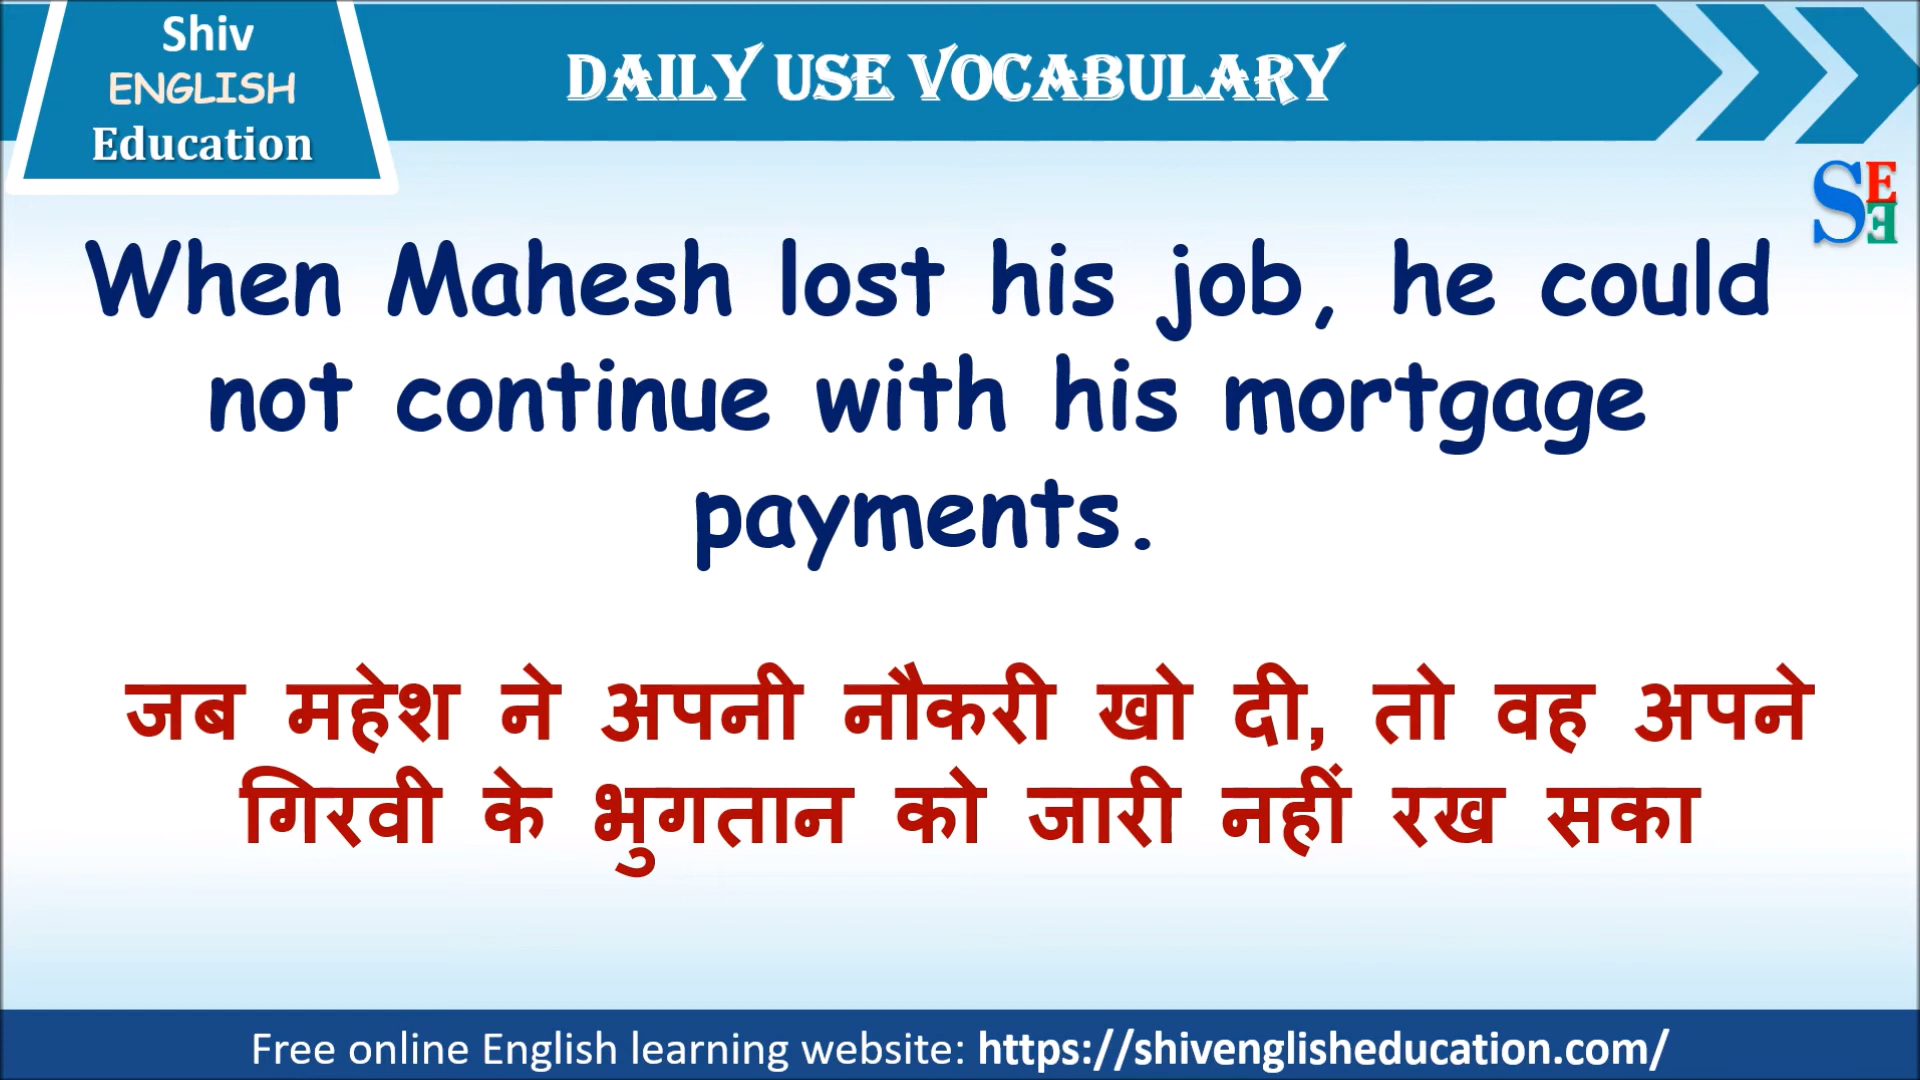 Shiv
ENGLISH
Education
DAILY USE VOCABULARY
SEE
When Mahesh lost his job, he could
not continue with his mortgage
payments.
जब महेश ने अपनी नौकरी खो दी, तो वह अपने
गिरवी के भुगतान को जारी नहीं रख सका
Free online English learning website: https://shivenglisheducation.com/